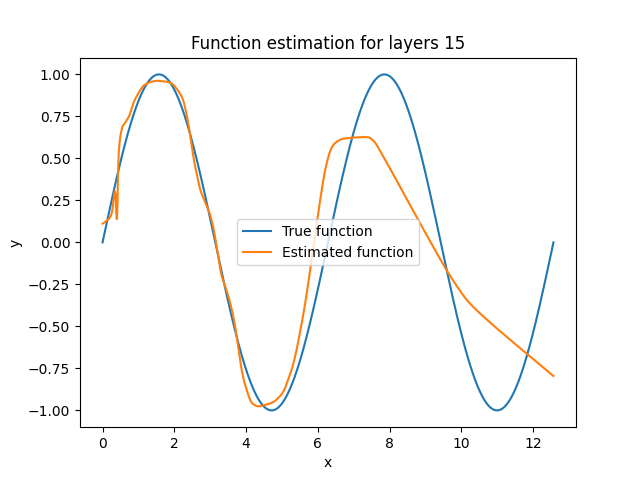 Function estimation for layers 15
1.00
0.75
0.50
0.25
0.00
−0.25
−0.50
−0.75
−1.00
y
True function
Estimated function
0 2 4 6 8 10 12
x